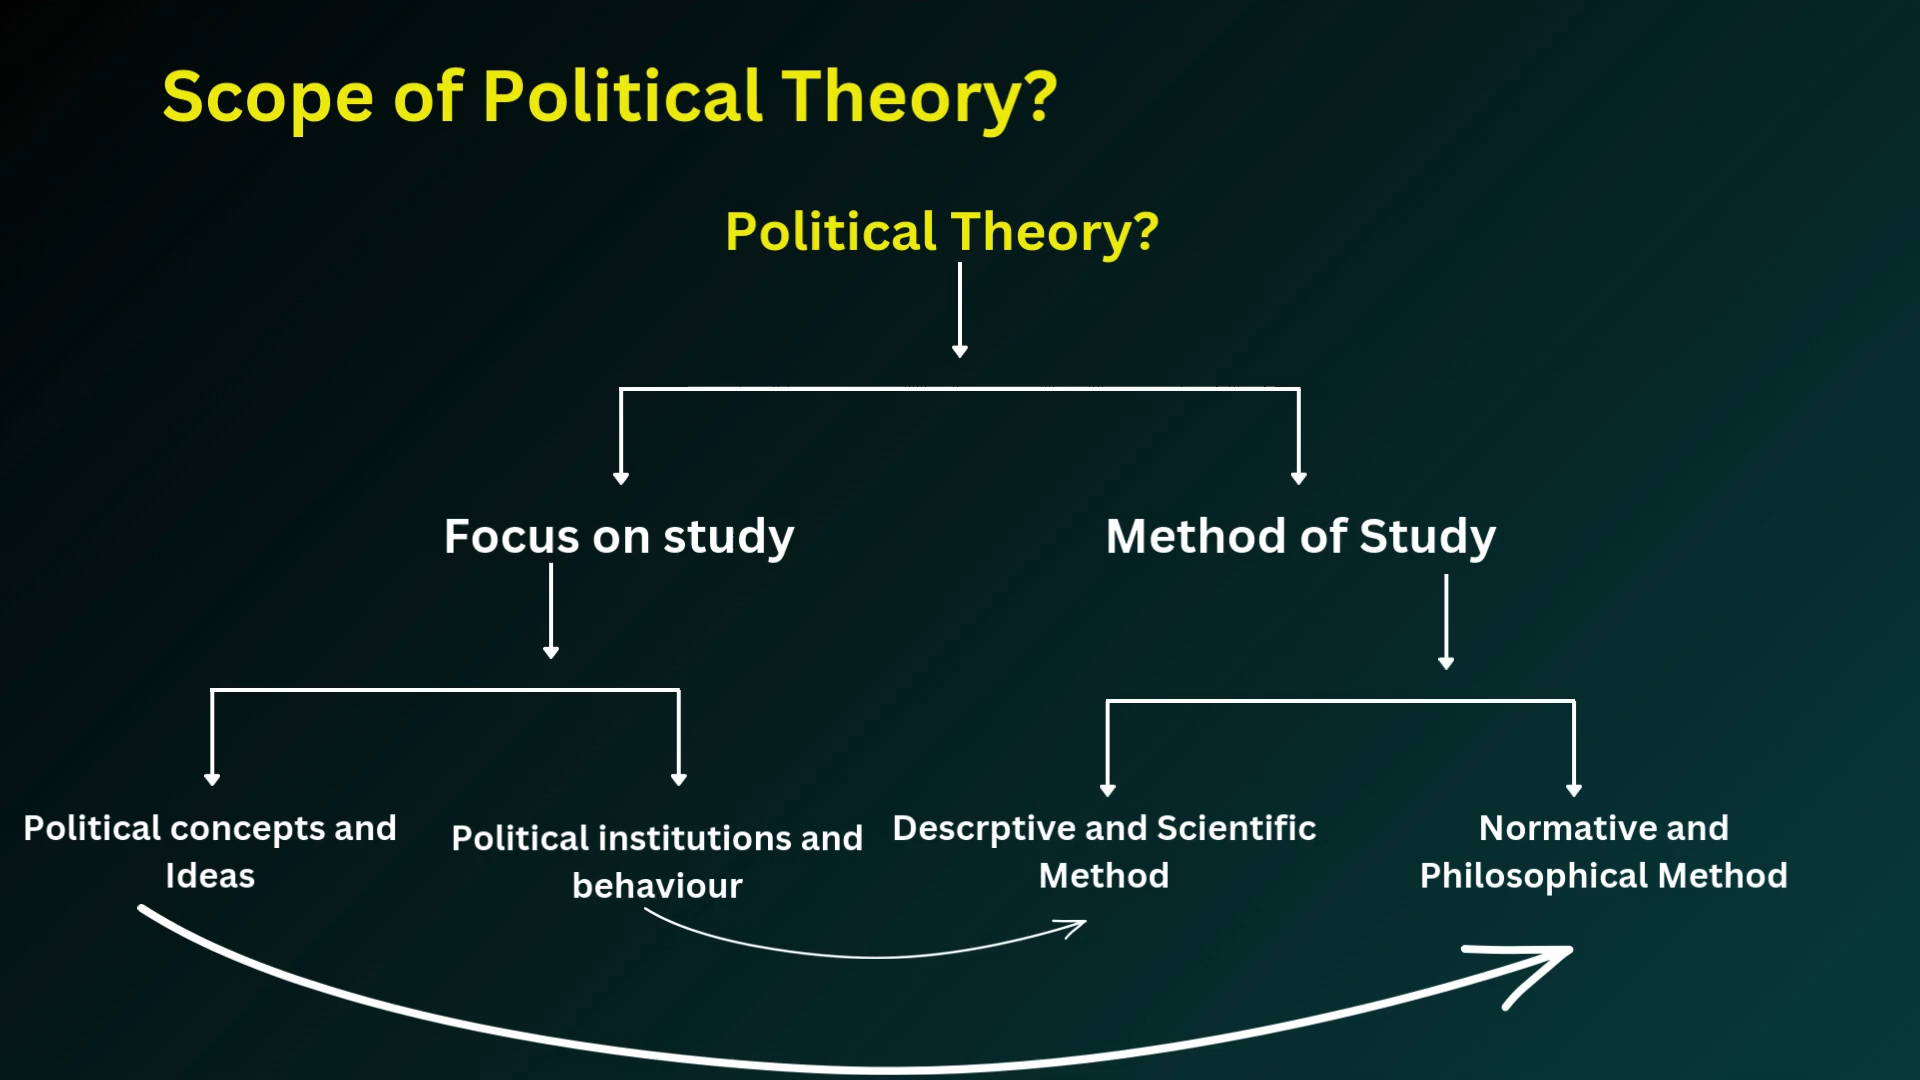 Scope of Political Theory?
Political Theory?
Focus on study
Method of Study
Political concepts and
Ideas
Political institutions and
behaviour
Descrptive and Scientific
Method
Normative and
Philosophical Method